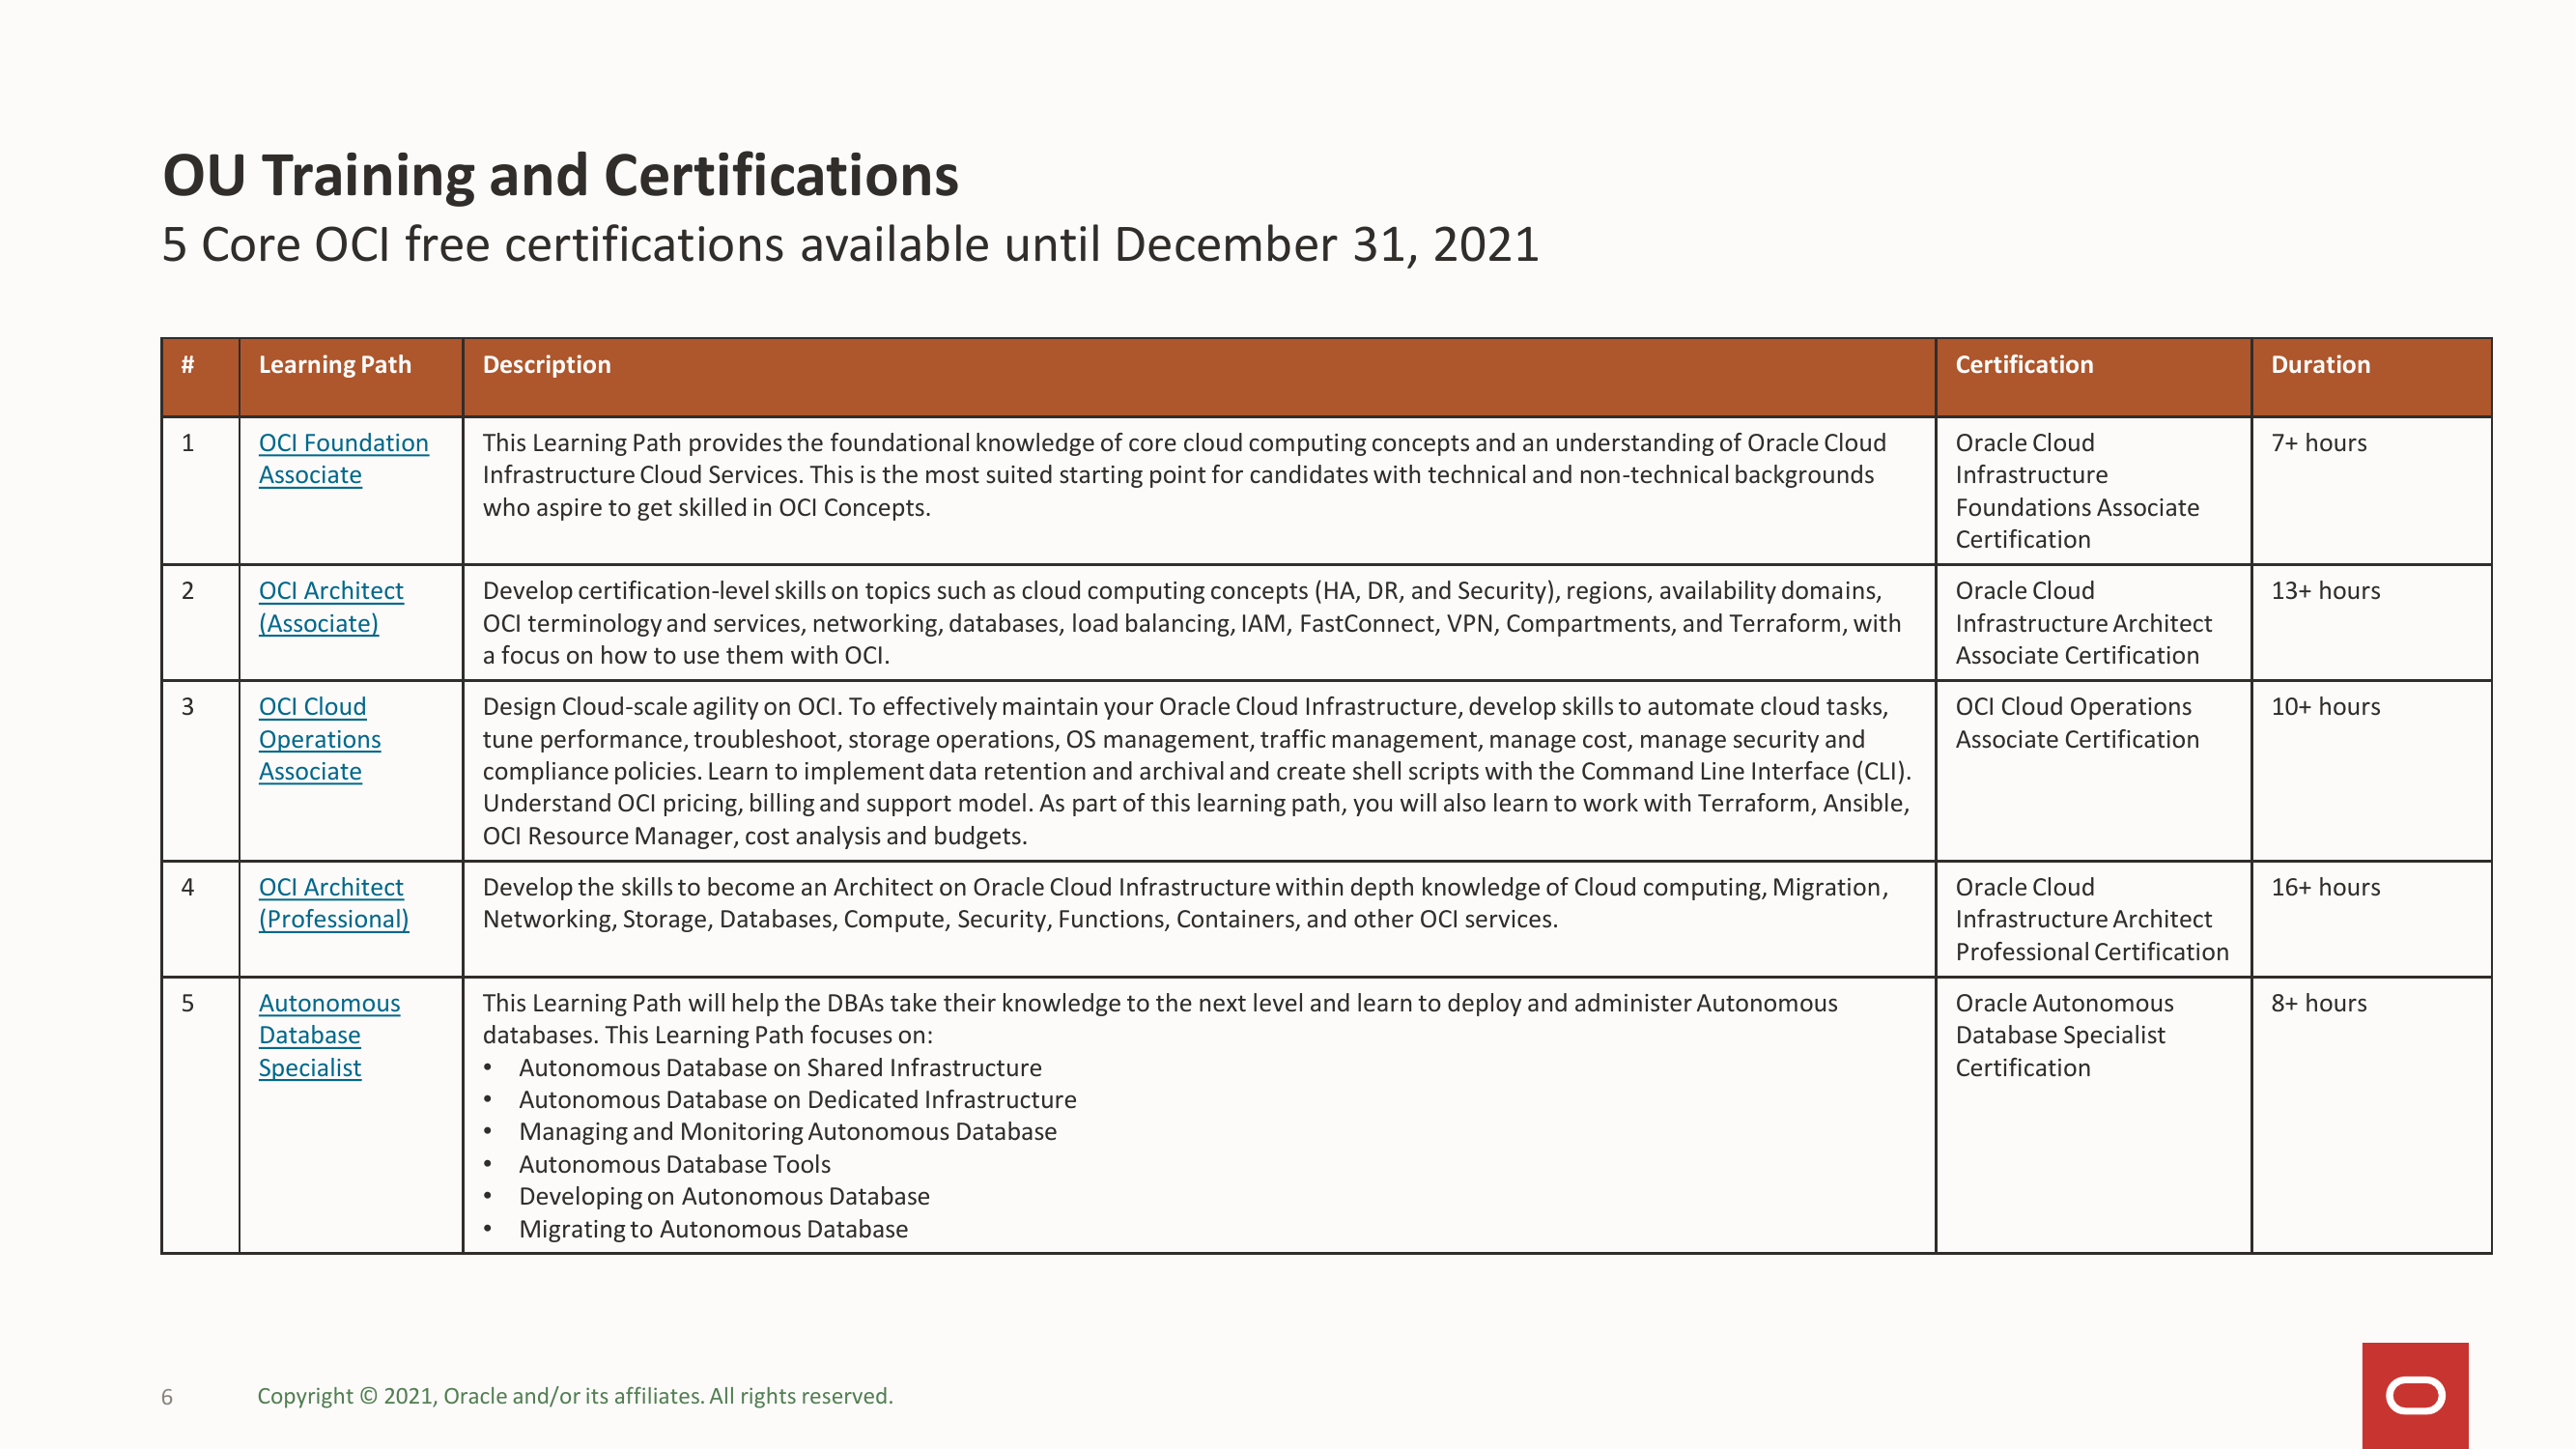 OU Training and Certifications
5 Core OCI free certifications available until December 31, 2021
#
Learning Path
Description
Certification
Duration
1
OCI Foundation
Associate
This Learning Path provides the foundational knowledge of core cloud computing concepts and an understanding of Oracle Cloud
Infrastructure Cloud Services. This is the most suited starting point for candidates with technical and non-technical backgrounds
who aspire to get skilled in OCI Concepts.
Oracle Cloud
Infrastructure
Foundations Associate
Certification
7+ hours
2
OCI Architect
(Associate)
Develop certification-level skills on topics such as cloud computing concepts (HA, DR, and Security), regions, availability domains,
OCI terminology and services, networking, databases, load balancing, IAM, FastConnect, VPN, Compartments, and Terraform, with
a focus on how to use them with OCI.
Oracle Cloud
Infrastructure Architect
Associate Certification
13+ hours
3
OCI Cloud
Operations
Associate
Design Cloud-scale agility on OCI. To effectively maintain your Oracle Cloud Infrastructure, develop skills to automate cloud tasks,
tune performance, troubleshoot, storage operations, OS management, traffic management, manage cost, manage security and
compliance policies. Learn to implement data retention and archival and create shell scripts with the Command Line Interface (CLI).
Understand OCI pricing, billing and support model. As part of this learning path, you will also learn to work with Terraform, Ansible,
OCI Resource Manager, cost analysis and budgets.
OCI Cloud Operations
Associate Certification
10+ hours
4
OCI Architect
(Professional)
Develop the skills to become an Architect on Oracle Cloud Infrastructure within depth knowledge of Cloud computing, Migration,
Networking, Storage, Databases, Compute, Security, Functions, Containers, and other OCI services.
Oracle Cloud
Infrastructure Architect
Professional Certification
16+ hours
5
Autonomous
Database
Specialist
This Learning Path will help the DBAs take their knowledge to the next level and learn to deploy and administer Autonomous
databases. This Learning Path focuses on:
• Autonomous Database on Shared Infrastructure
• Autonomous Database on Dedicated Infrastructure
• Managing and Monitoring Autonomous Database
• Autonomous Database Tools
• Developing on Autonomous Database
• Migrating to Autonomous Database
Oracle Autonomous
Database Specialist
Certification
8+ hours
6
Copyright © 2021, Oracle and/or its affiliates. All rights reserved.